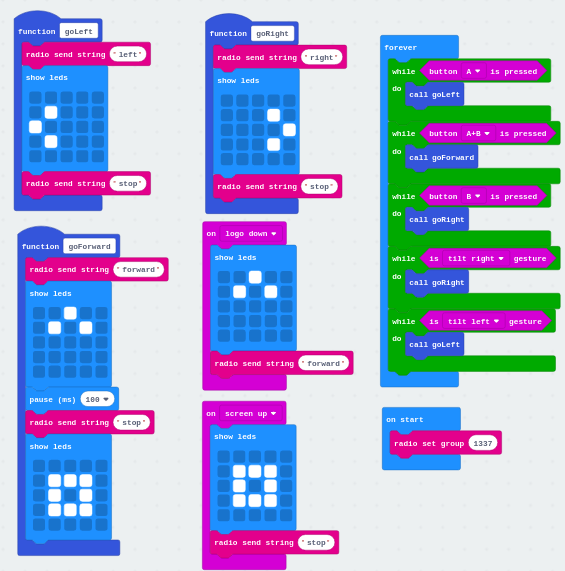 function goLeft
radio send string "left"
show leds
radio send string "stop"
function goRight
radio send string "right"
show leds
radio send string "stop"
forever
while button A ▾ is pressed
do call goLeft
while button A+B ▾ is pressed
do call goForward
while button B ▾ is pressed
do call goRight
while is tilt right ▾ gesture
do call goRight
while is tilt left ▾ gesture
do call goLeft
function goForward
radio send string "forward"
show leds
pause (ms) 100 ▾
radio send string "stop"
show leds
on logo down ▾
show leds
radio send string "forward"
on screen up ▾
show leds
radio send string "stop"
on start
radio set group 1337